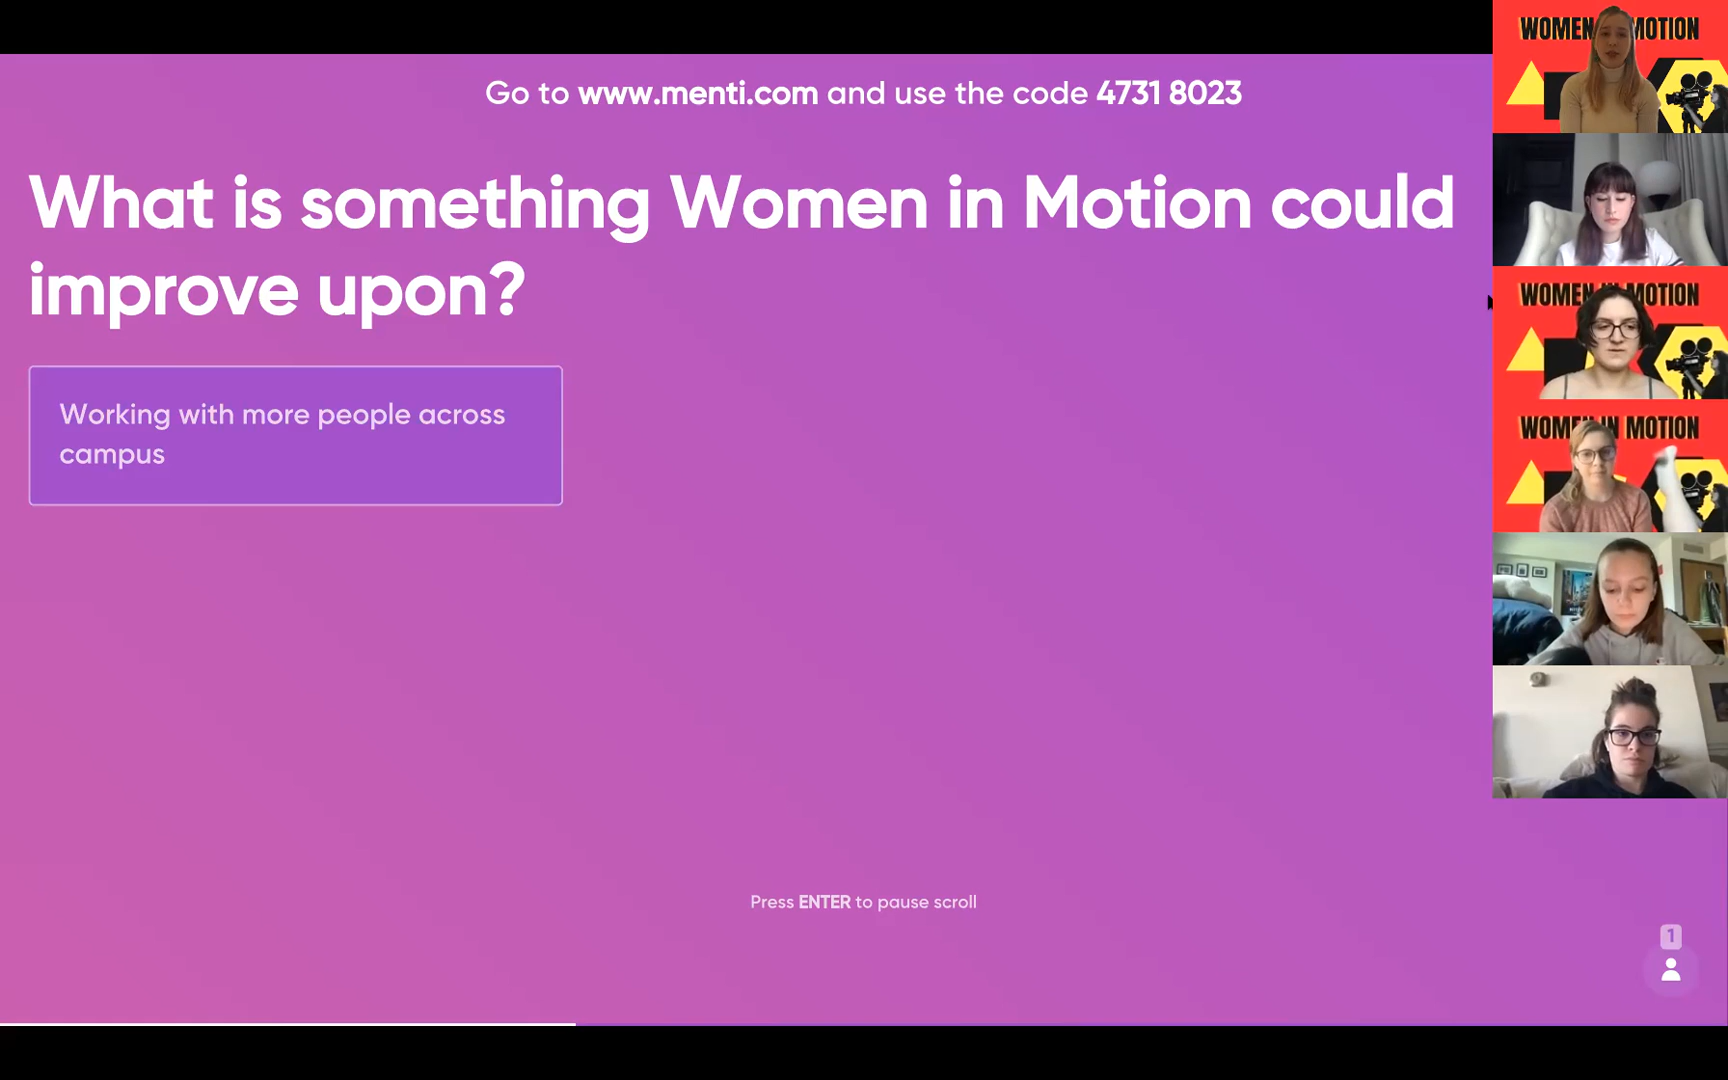 Go to www.menti.com and use the code 4731 8023
What is something Women in Motion could
improve upon?
Working with more people across
campus
Press ENTER to pause scroll
1
WOMEN MOTION
WOMEN IN MOTION
WOMEN IN MOTION